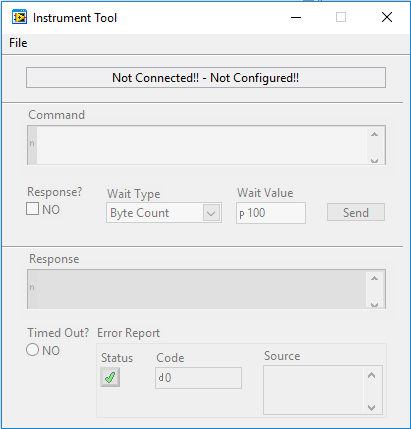 Instrument Tool
File
Not Connected!! - Not Configured!!
Command
n
Response?
Wait Type
Wait Value
NO
Byte Count
p 100
Send
Response
n
Timed Out?
Error Report
NO
Status
Code
Source
d 0